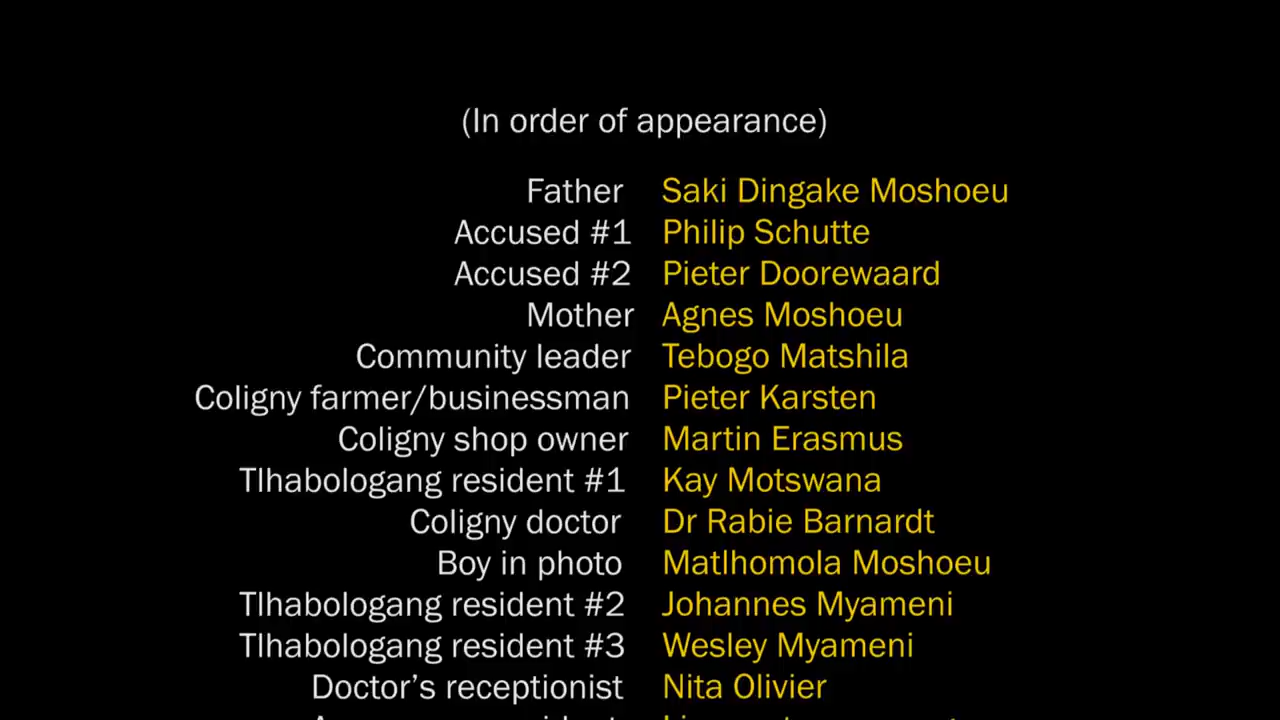 (In order of appearance)
Father Saki Dingake Moshoeu
Accused #1 Philip Schutte
Accused #2 Pieter Doorewaard
Mother Agnes Moshoeu
Community leader Tebogo Matshila
Coligny farmer/businessman Pieter Karsten
Coligny shop owner Martin Erasmus
Tlhabologang resident #1 Kay Motswana
Coligny doctor Dr Rabie Barnardt
Boy in photo Matlhomola Moshoeu
Tlhabologang resident #2 Johannes Myameni
Tlhabologang resident #3 Wesley Myameni
Doctor’s receptionist Nita Olivier